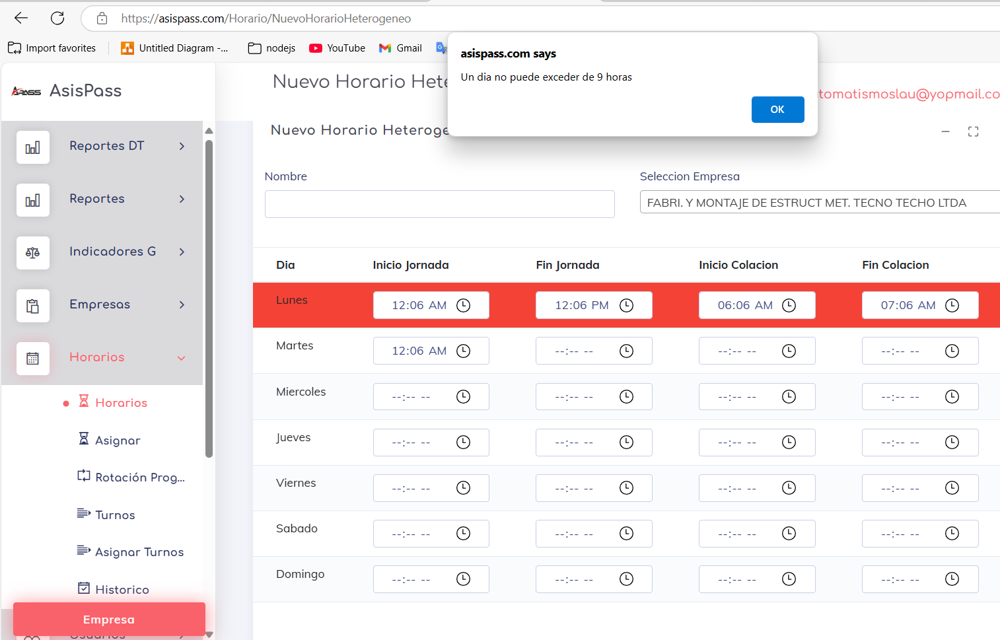 https://asispass.com/Horario/NuevoHorarioHeterogeneo
Import favorites
Untitled Diagram -...
nodejs
YouTube
Gmail
asispass.com says
Un dia no puede exceder de 9 horas
OK
APASS
AsisPass
Nuevo Horario Hete
tomatismoslau@yopmail.co
Reportes DT
Reportes
Indicadores G
Empresas
Horarios
Horarios
Asignar
Rotación Prog...
Turnos
Asignar Turnos
Historico
Empresa
Usuarios
Nuevo Horario Heteroge
Nombre
Seleccion Empresa
FABRI. Y MONTAJE DE ESTRUCT MET. TECNO TECHO LTDA
Dia Inicio Jornada Fin Jornada Inicio Colacion Fin Colacion
Lunes 12:06 AM 12:06 PM 06:06 AM 07:06 AM
Martes 12:06 AM --:-- -- --:-- -- --:-- --
Miercoles --:-- -- --:-- -- --:-- -- --:-- --
Jueves --:-- -- --:-- -- --:-- -- --:-- --
Viernes --:-- -- --:-- -- --:-- -- --:-- --
Sabado --:-- -- --:-- -- --:-- -- --:-- --
Domingo --:-- -- --:-- -- --:-- -- --:-- --